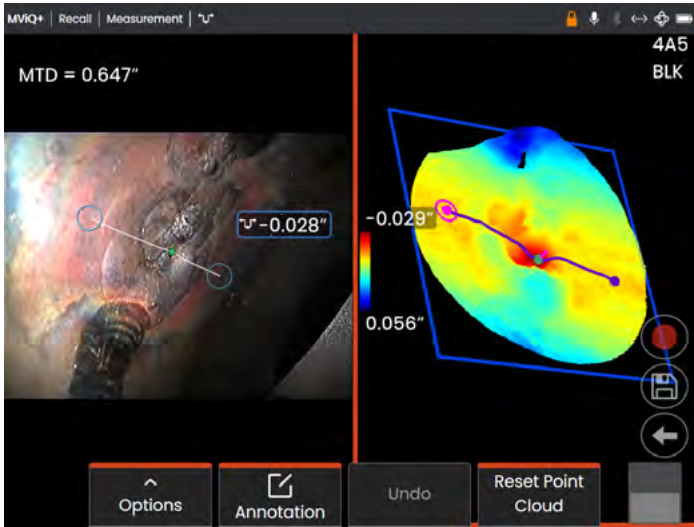 MViQ+ | Recall | Measurement |
MTD = 0.647"
-0.028"
4A5
BLK
-0.029"
0.056"
Options
Annotation
Undo
Reset Point
Cloud